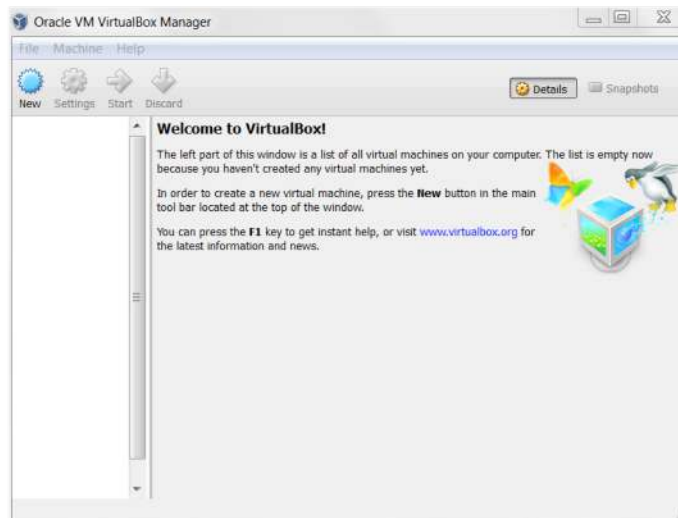 Oracle VM VirtualBox Manager
File Machine Help
New Settings Start Discard Details Snapshots
Welcome to VirtualBox!
The left part of this window is a list of all virtual machines on your computer. The list is empty now
because you haven't created any virtual machines yet.
In order to create a new virtual machine, press the New button in the main
tool bar located at the top of the window.
You can press the F1 key to get instant help, or visit www.virtualbox.org for
the latest information and news.